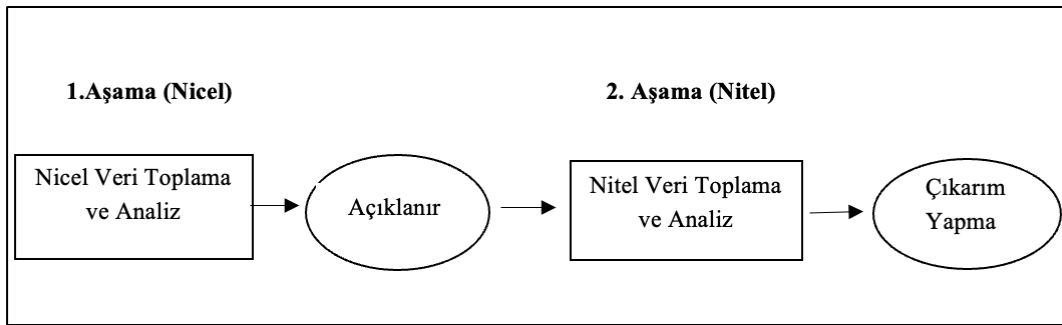 1.Aşama (Nicel)
2. Aşama (Nitel)
Nicel Veri Toplama
ve Analiz
Açıklanır
Nitel Veri Toplama
ve Analiz
Çıkarım
Yapma